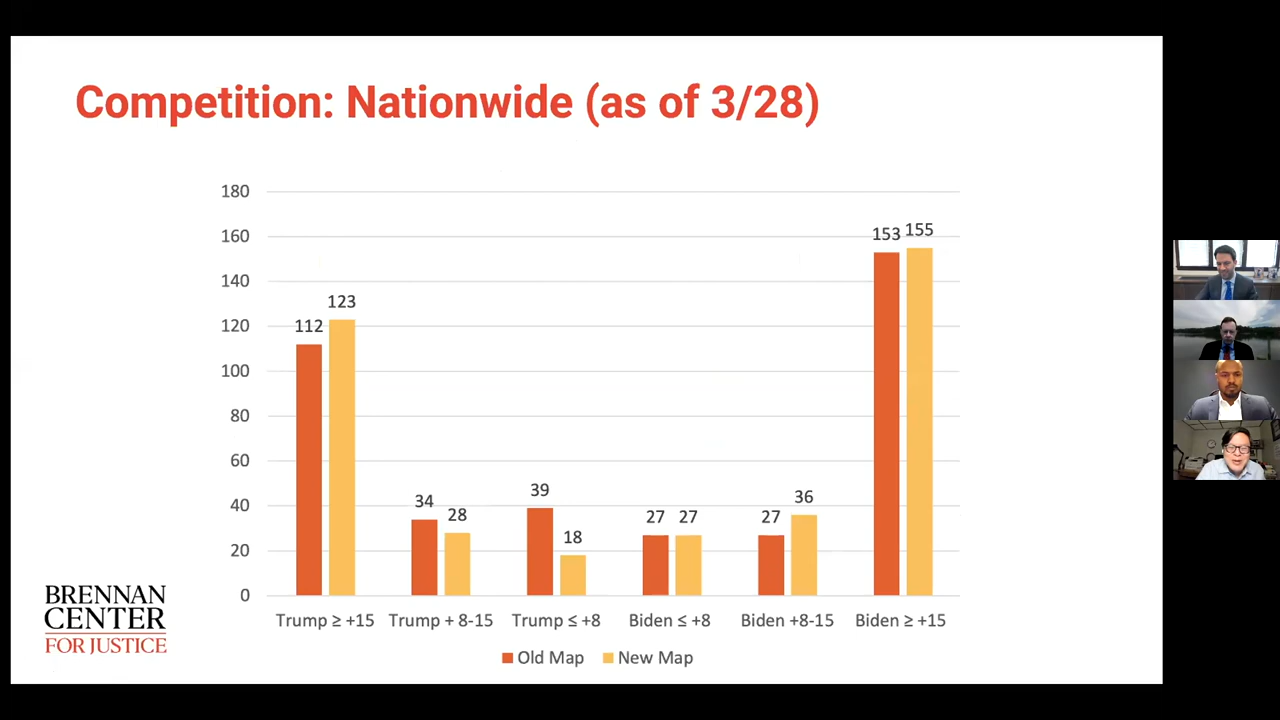 Competition: Nationwide (as of 3/28)
180
160
140
120
100
80
60
40
20
0
112
123
34
28
39
18
27
27
27
36
153
155
Trump ≥ +15
Trump + 8-15
Trump ≤ +8
Biden ≤ +8
Biden +8-15
Biden ≥ +15
Old Map
New Map
BRENNAN
CENTER
FOR JUSTICE